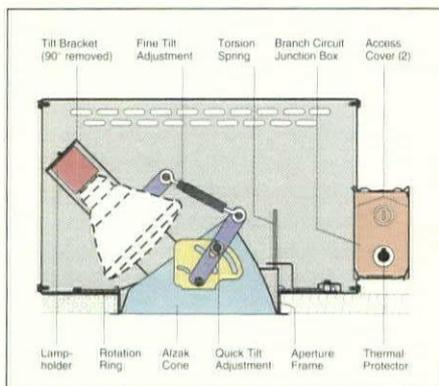 Tilt Bracket
(90° removed)
Fine Tilt
Adjustment
Torsion
Spring
Branch Circuit
Junction Box
Access
Cover (2)
Lamp-
holder
Rotation
Ring
Alzak
Cone
Quick Tilt
Adjustment
Aperture
Frame
Thermal
Protector